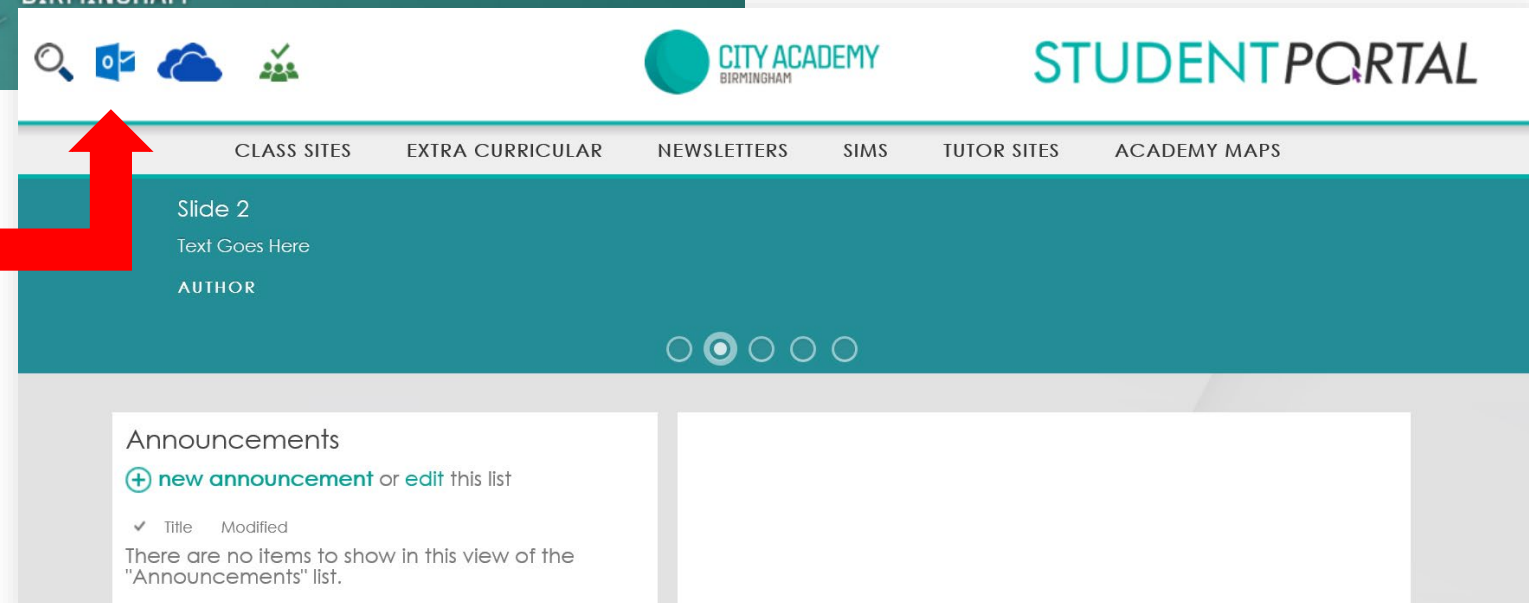 BIRMINGHAM
CITY ACADEMY
BIRMINGHAM
STUDENTPORTAL
CLASS SITES EXTRA CURRICULAR NEWSLETTERS SIMS TUTOR SITES ACADEMY MAPS
Slide 2
Text Goes Here
AUTHOR
Announcements
new announcement or edit this list
Title Modified
There are no items to show in this view of the
"Announcements" list.